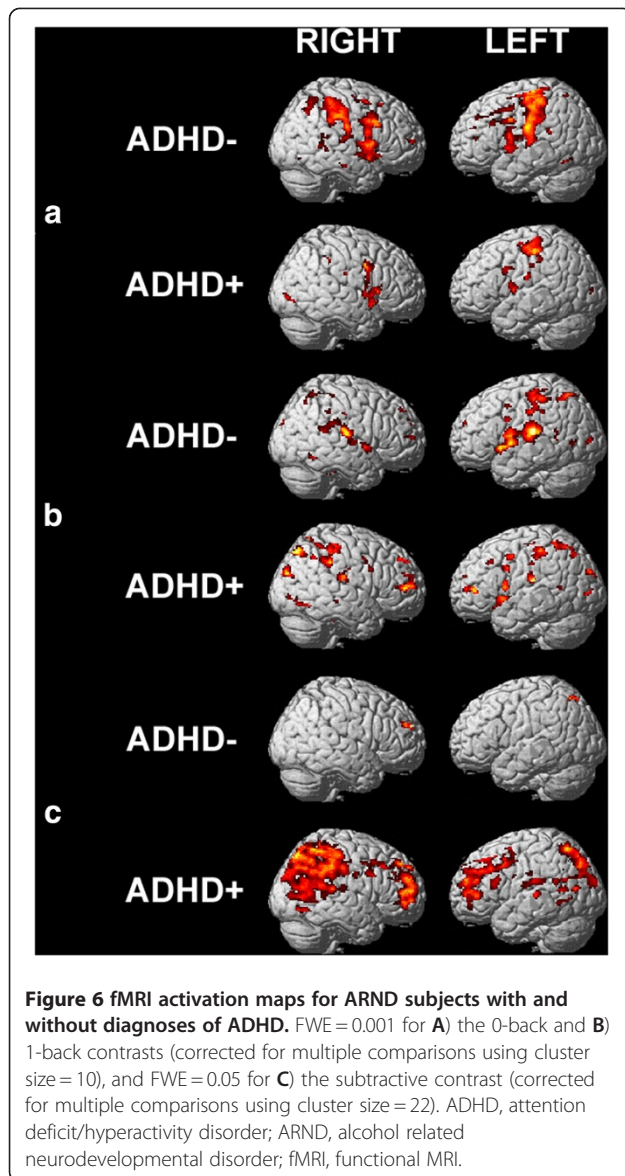 RIGHT LEFT
ADHD-
a
ADHD+
ADHD-
b
ADHD+
ADHD-
c
ADHD+
Figure 6 fMRI activation maps for ARND subjects with and
without diagnoses of ADHD. FWE = 0.001 for A) the 0-back and B)
1-back contrasts (corrected for multiple comparisons using cluster
size = 10), and FWE = 0.05 for C) the subtractive contrast (corrected
for multiple comparisons using cluster size = 22). ADHD, attention
deficit/hyperactivity disorder; ARND, alcohol related
neurodevelopmental disorder; fMRI, functional MRI.